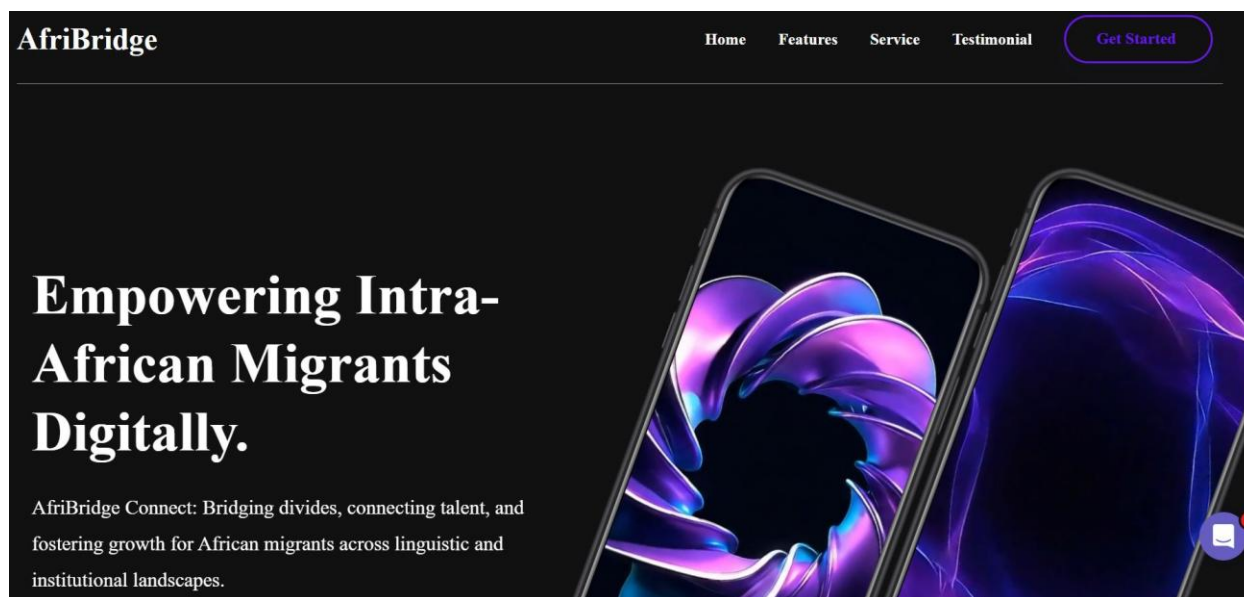 AfriBridge
Home Features Service Testimonial Get Started
Empowering Intra-
African Migrants
Digitally.
AfriBridge Connect: Bridging divides, connecting talent, and
fostering growth for African migrants across linguistic and
institutional landscapes.